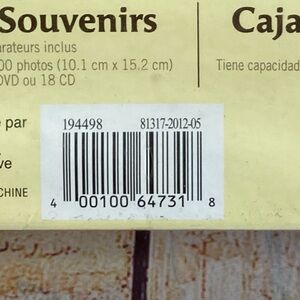 Souvenirs
arateurs inclus
00 photos (10.1 cm x 15.2 cm)
DVD ou 18 CD
Caja
Tiene capacidad
par
ve
CHINE
194498 81317-2012-05
4 00100 64731 8